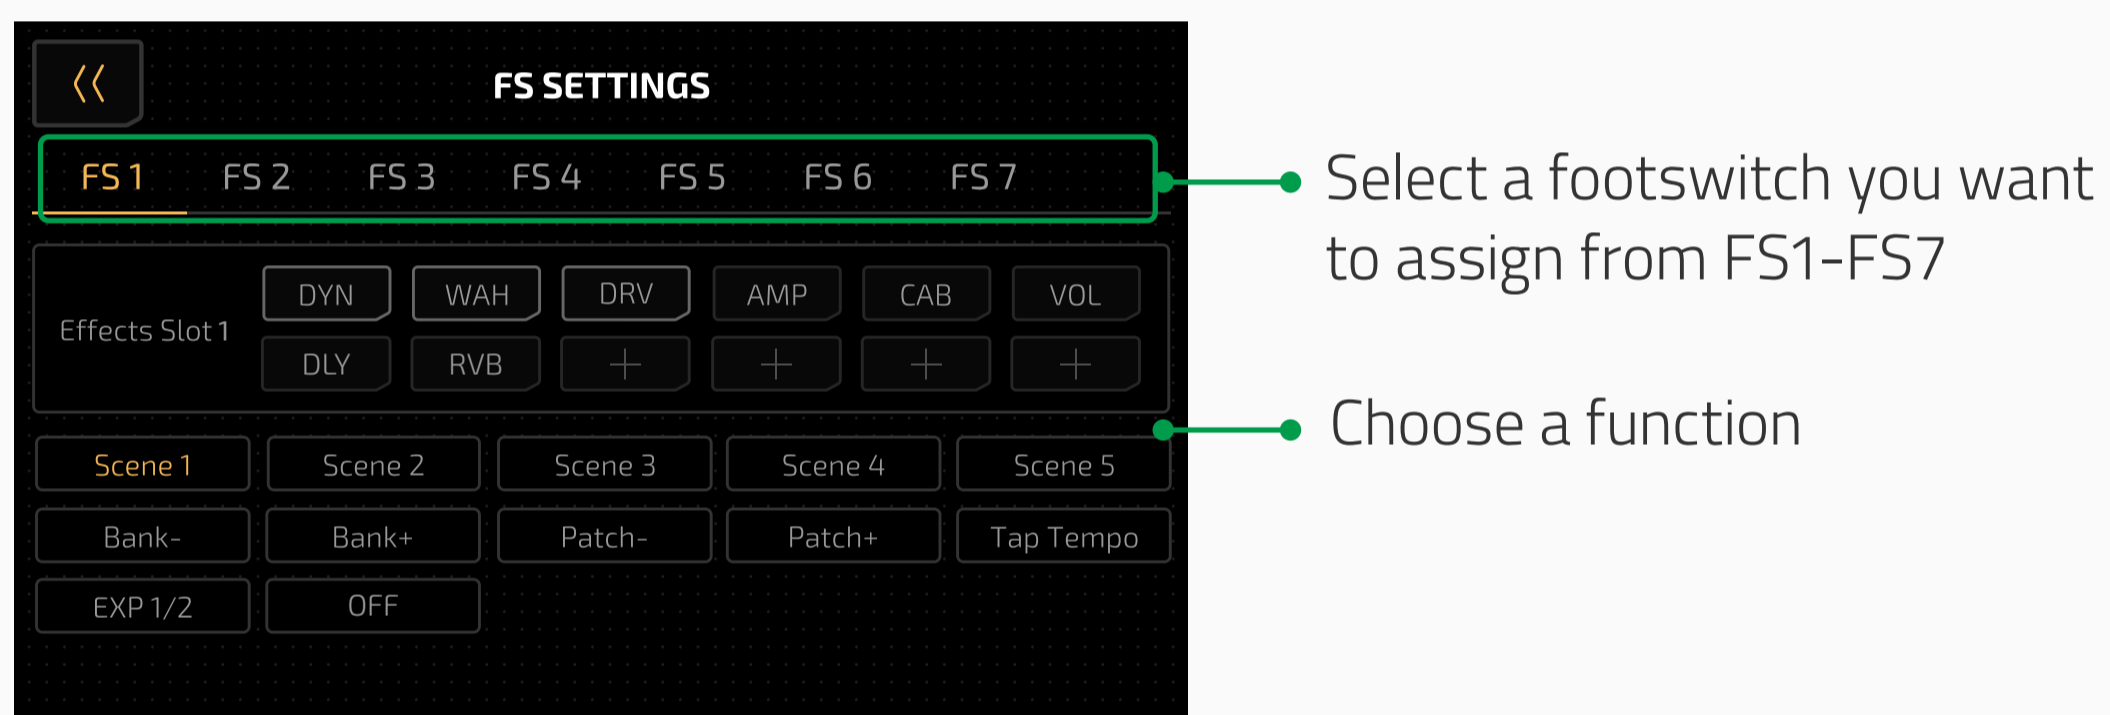 FS SETTINGS
FS 1 FS 2 FS 3 FS 4 FS 5 FS 6 FS 7
Select a footswitch you want
to assign from FS1-FS7
Effects Slot 1
DYN WAH DRV AMP CAB VOL
DLY RVB + + + +
Choose a function
Scene 1 Scene 2 Scene 3 Scene 4 Scene 5
Bank- Bank+ Patch- Patch+ Tap Tempo
EXP 1/2 OFF